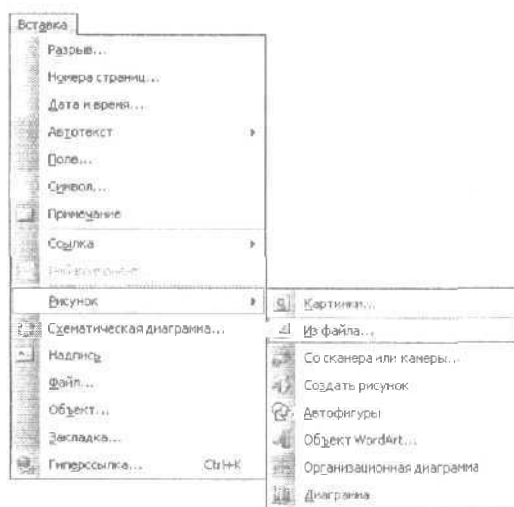 Вставка
Разрыв...
Номера страниц...
Дата и время...
Автотекст
Поле...
Символ...
Примечание
Ссылка
Рисунок
Схематическая диаграмма...
Надпись
Файл...
Объект...
Закладка...
Гиперссылка... Ctrl+K
Картинки...
Из файла...
Со сканера или камеры...
Создать рисунок
Автофигуры
Объект WordArt...
Организационная диаграмма
Диаграмма